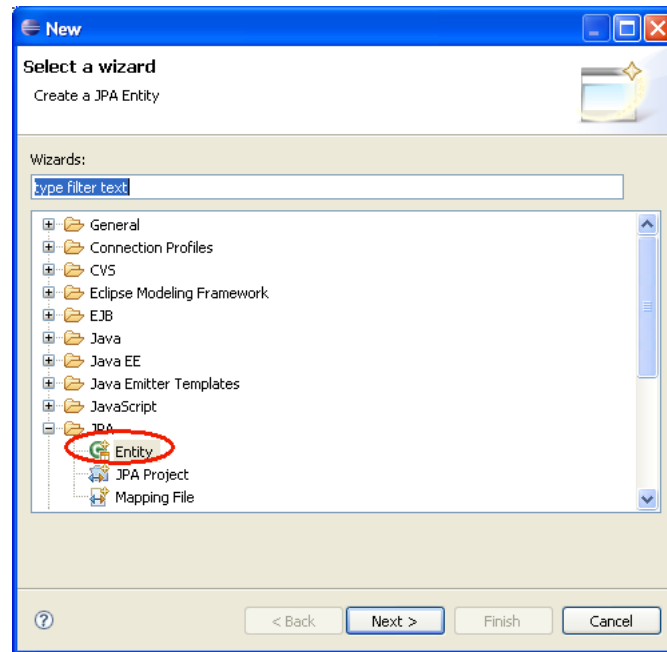 New
Select a wizard
Create a JPA Entity
Wizards:
type filter text
General
Connection Profiles
CVS
Eclipse Modeling Framework
EJB
Java
Java EE
Java Emitter Templates
JavaScript
JPA
Entity
JPA Project
Mapping File
? < Back Next > Finish Cancel